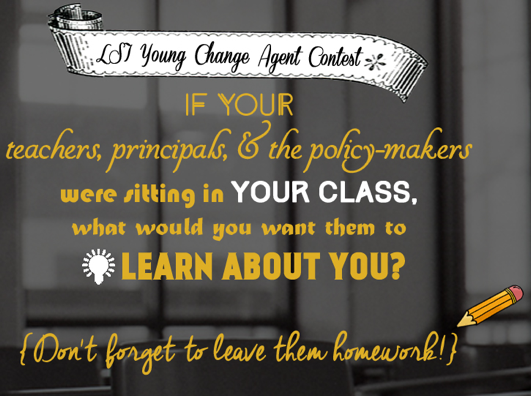 LST Young Change Agent Contest
IF YOUR
teachers, principals, & the policy-makers
were sitting in YOUR CLASS,
what would you want them to
LEARN ABOUT YOU?
{Don't forget to leave them homework!}